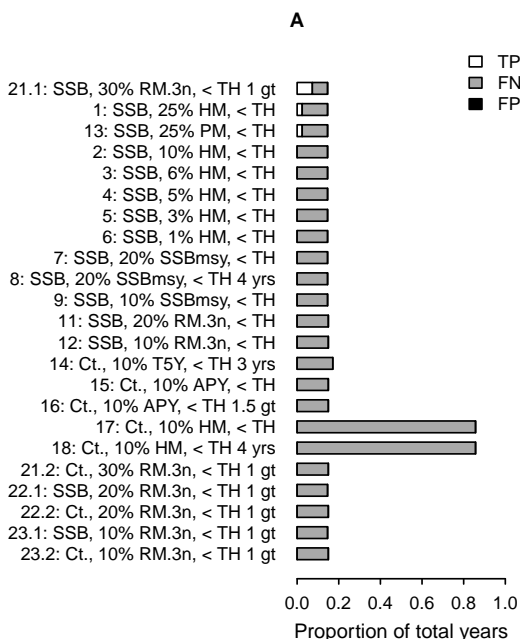 A
TP
FN
FP
21.1: SSB, 30% RM.3n, < TH 1 gt
1: SSB, 25% HM, < TH
13: SSB, 25% PM, < TH
2: SSB, 10% HM, < TH
3: SSB, 6% HM, < TH
4: SSB, 5% HM, < TH
5: SSB, 3% HM, < TH
6: SSB, 1% HM, < TH
7: SSB, 20% SSBmsy, < TH
8: SSB, 20% SSBmsy, < TH 4 yrs
9: SSB, 10% SSBmsy, < TH
11: SSB, 20% RM.3n, < TH
12: SSB, 10% RM.3n, < TH
14: Ct., 10% T5Y, < TH 3 yrs
15: Ct., 10% APY, < TH
16: Ct., 10% APY, < TH 1.5 gt
17: Ct., 10% HM, < TH
18: Ct., 10% HM, < TH 4 yrs
21.2: Ct., 30% RM.3n, < TH 1 gt
22.1: SSB, 20% RM.3n, < TH 1 gt
22.2: Ct., 20% RM.3n, < TH 1 gt
23.1: SSB, 10% RM.3n, < TH 1 gt
23.2: Ct., 10% RM.3n, < TH 1 gt
0.0 0.2 0.4 0.6 0.8 1.0
Proportion of total years